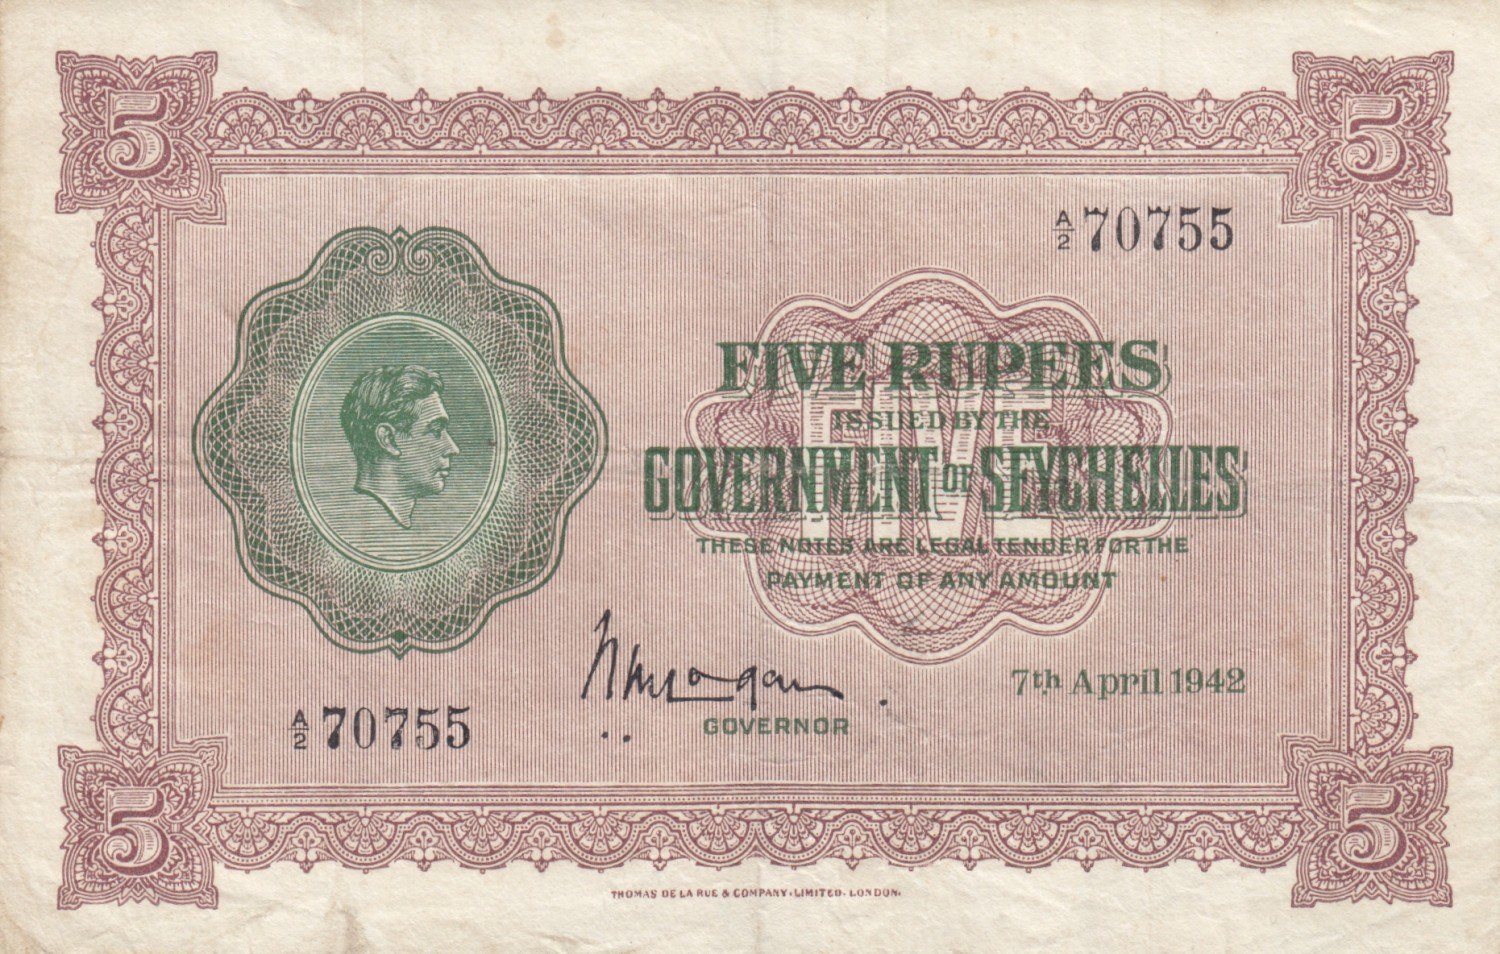 5
5
A/2 70755
FIVE RUPEES
ISSUED BY THE
FIVE
GOVERNMENT OF SEYCHELLES
THESE NOTES ARE LEGAL TENDER FOR THE
PAYMENT OF ANY AMOUNT
7th April 1942
A/2 70755
GOVERNOR
5
5
THOMAS DE LA RUE & COMPANY, LIMITED, LONDON.